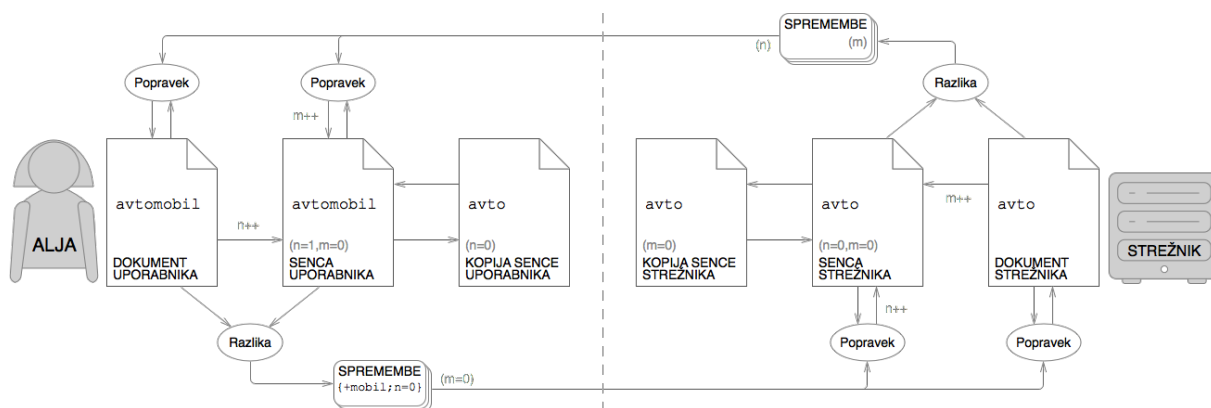 SPREMEMBE
(n)
(m)
Popravek
Popravek
Razlika
m++
avtomobil
avtomobil
avto
avto
avto
avto
m++
n++
ALJA
STREŽNIK
(n=1,m=0)
(n=0)
(m=0)
(n=0,m=0)
DOKUMENT
UPORABNIKA
SENCA
UPORABNIKA
KOPIJA SENCE
UPORABNIKA
KOPIJA SENCE
STREŽNIKA
SENCA
STREŽNIKA
DOKUMENT
STREŽNIKA
n++
Razlika
Popravek
Popravek
SPREMEMBE
{+mobil;n=0}
(m=0)